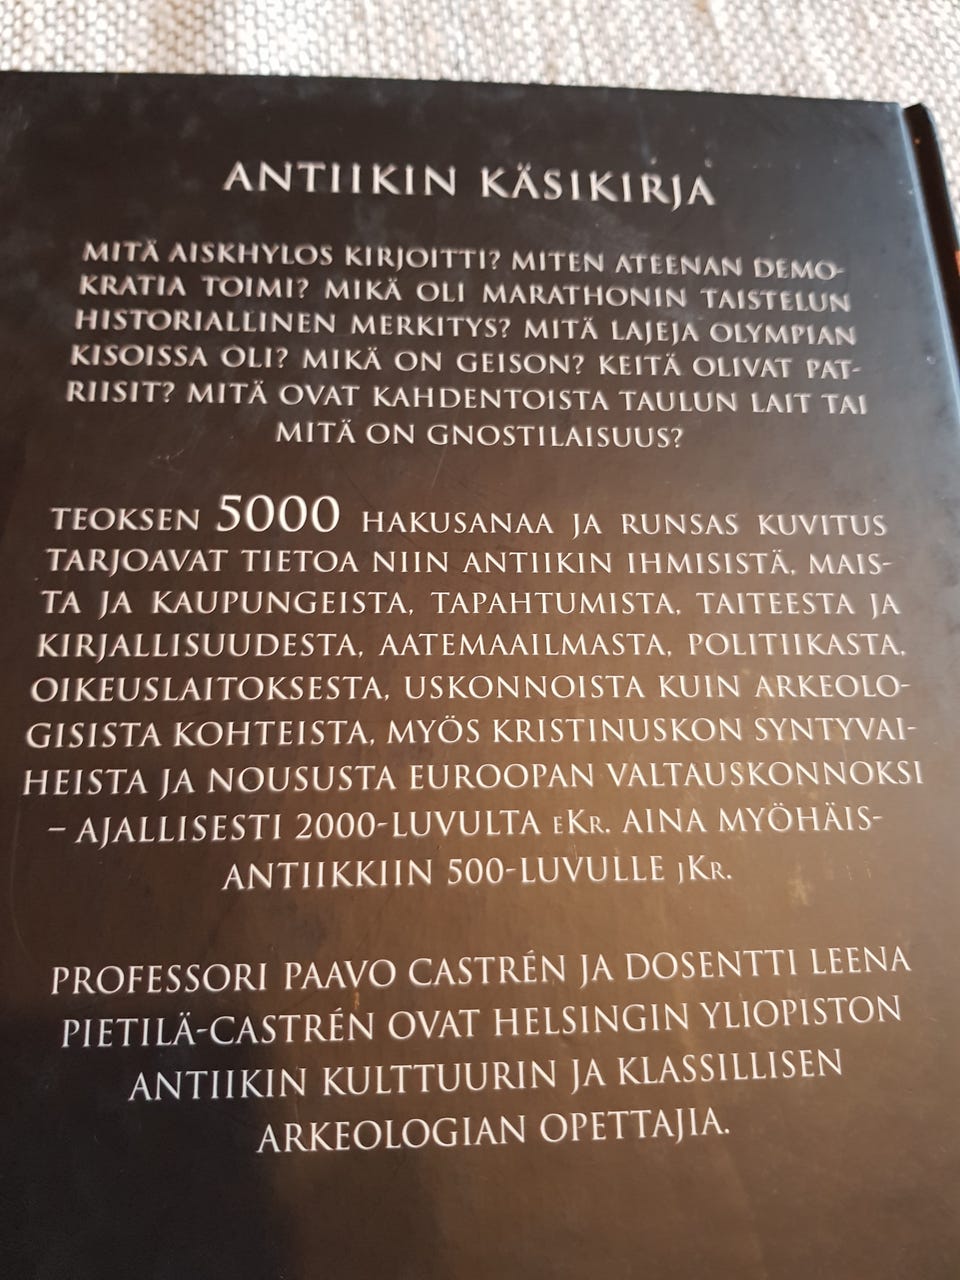 ANTIIKIN KÄSIKIRJA
MITÄ AISKHYLOS KIRJOITTI? MITEN ATEENAN DEMO-
KRATIA TOIMI? MIKÄ OLI MARATHONIN TAISTELUN
HISTORIALLINEN MERKITYS? MITÄ LAJEJA OLYMPIAN
KISOISSA OLI? MIKÄ ON GEISON? KEITÄ OLIVAT PAT-
RIISIT? MITÄ OVAT KAHDENTOISTA TAULUN LAIT TAI
MITÄ ON GNOSTILAISUUS?
TEOKSEN 5000 HAKUSANAA JA RUNSAS KUVITUS
TARJOAVAT TIETOA NIIN ANTIIKIN IHMISISTÄ, MAIS-
TA JA KAUPUNGEISTA, TAPAHTUMISTA, TAITEESTA JA
KIRJALLISUUDESTA, AATEMAAILMASTA, POLITIIKASTA,
OIKEUSLAITOKSESTA, USKONNOISTA KUIN ARKEOLO-
GISISTA KOHTEISTA, MYÖS KRISTINUSKON SYNTYVAI-
HEISTA JA NOUSUSTA EUROOPAN VALTAUSKONNOKSI
– AJALLISESTI 2000-LUVULTA EKR. AINA MYÖHÄIS-
ANTIIKKIIN 500-LUVULLE JKR.
PROFESSORI PAAVO CASTRÉN JA DOSENTTI LEENA
PIETILÄ-CASTRÉN OVAT HELSINGIN YLIOPISTON
ANTIIKIN KULTTUURIN JA KLASSILLISEN
ARKEOLOGIAN OPETTAJIA.